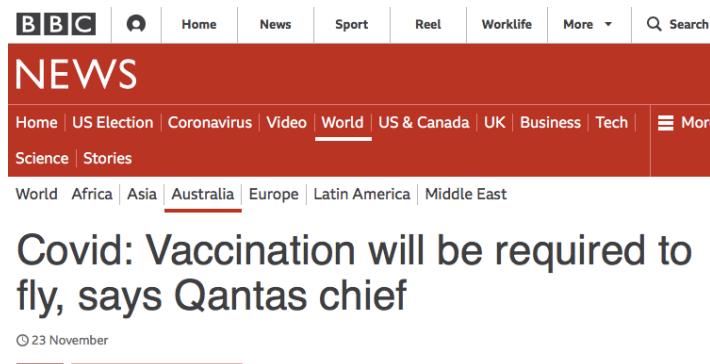 BBC Home News Sport Reel Worklife More Search
NEWS
Home US Election Coronavirus Video World US & Canada UK Business Tech Mor
Science Stories
World Africa Asia Australia Europe Latin America Middle East
Covid: Vaccination will be required to
fly, says Qantas chief
23 November